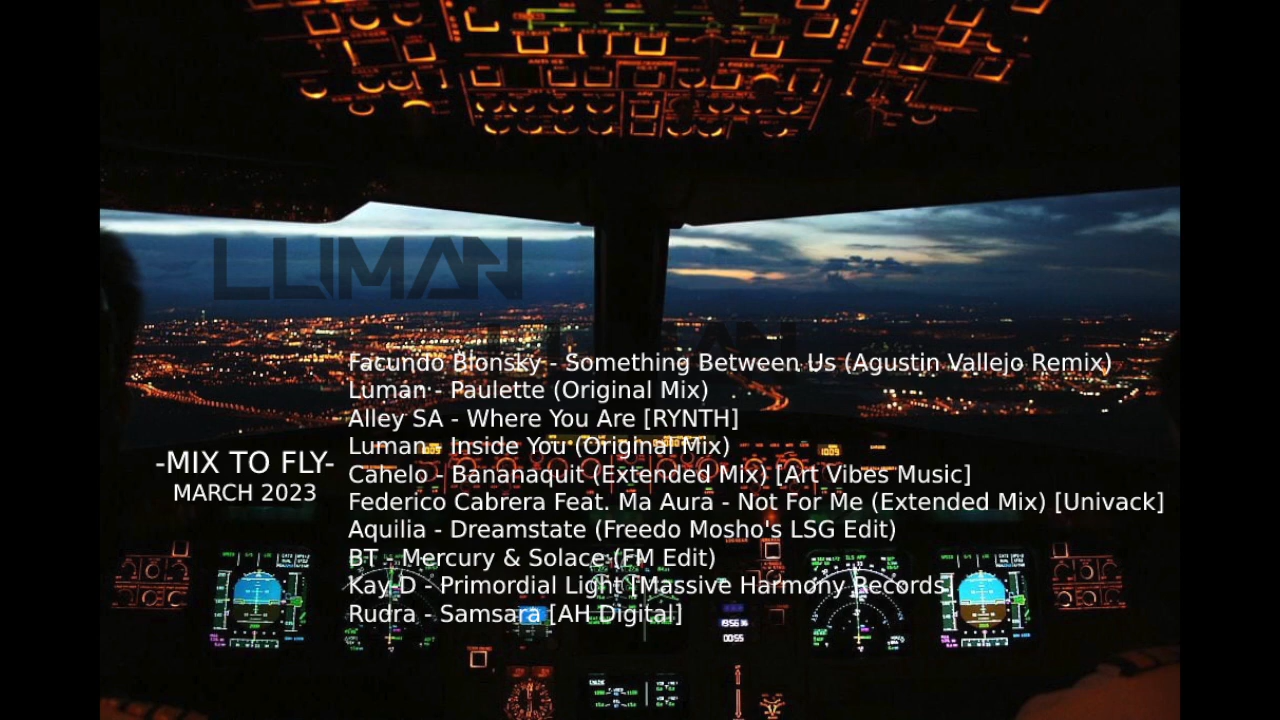 LUMAN
Facundo Blonsky - Something Between Us (Agustin Vallejo Remix)
Luman - Paulette (Original Mix)
Alley SA - Where You Are [RYNTH]
Luman - Inside You (Original Mix)
Cahelo - Bananaquit (Extended Mix) [Art Vibes Music]
Federico Cabrera Feat. Ma Aura - Not For Me (Extended Mix) [Univack]
Aquilia - Dreamstate (Freedo Mosho's LSG Edit)
BT - Mercury & Solace (FM Edit)
Kay-D - Primordial Light [Massive Harmony Records]
Rudra - Samsara [AH Digital]
-MIX TO FLY-
MARCH 2023